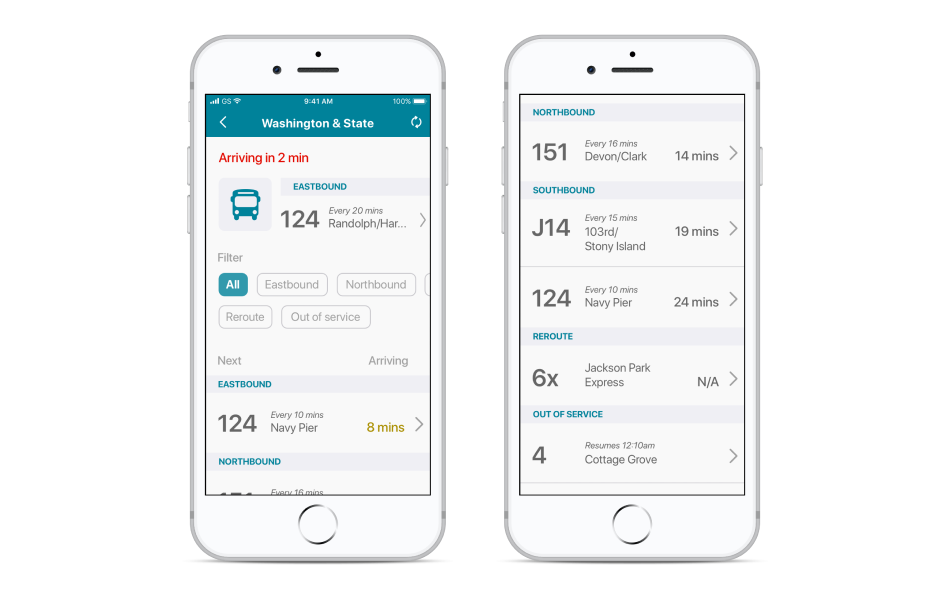 GS 9:41 AM 100%
Washington & State
Arriving in 2 min
EASTBOUND
Every 20 mins
124 Randolph/Har...
Filter
All Eastbound Northbound
Reroute Out of service
Next Arriving
EASTBOUND
Every 10 mins
124 Navy Pier 8 mins
NORTHBOUND
Every 16 mins
NORTHBOUND
Every 16 mins
151 Devon/Clark 14 mins
SOUTHBOUND
Every 15 mins
J14 103rd/ 19 mins
Stony Island
Every 10 mins
124 Navy Pier 24 mins
REROUTE
Jackson Park
6x Express N/A
OUT OF SERVICE
Resumes 12:10am
4 Cottage Grove